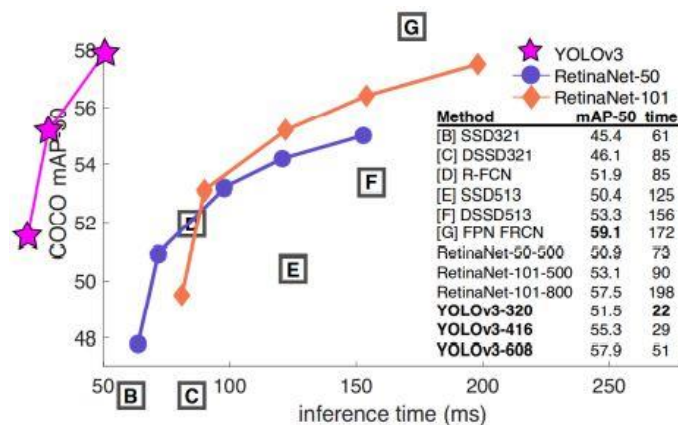 G
58
YOLOv3
RetinaNet-50
RetinaNet-101
56
COCO mAP-50
Method mAP-50 time
[B] SSD321 45.4 61
[C] DSSD321 46.1 85
[D] R-FCN 51.9 85
[E] SSD513 50.4 125
[F] DSSD513 53.3 156
[G] FPN FRCN 59.1 172
RetinaNet-50-500 50.9 73
RetinaNet-101-500 53.1 90
RetinaNet-101-800 57.5 198
YOLOv3-320 51.5 22
YOLOv3-416 55.3 29
YOLOv3-608 57.9 51
54
F
52
D
E
50
48
50 100 150 200 250
B C
inference time (ms)